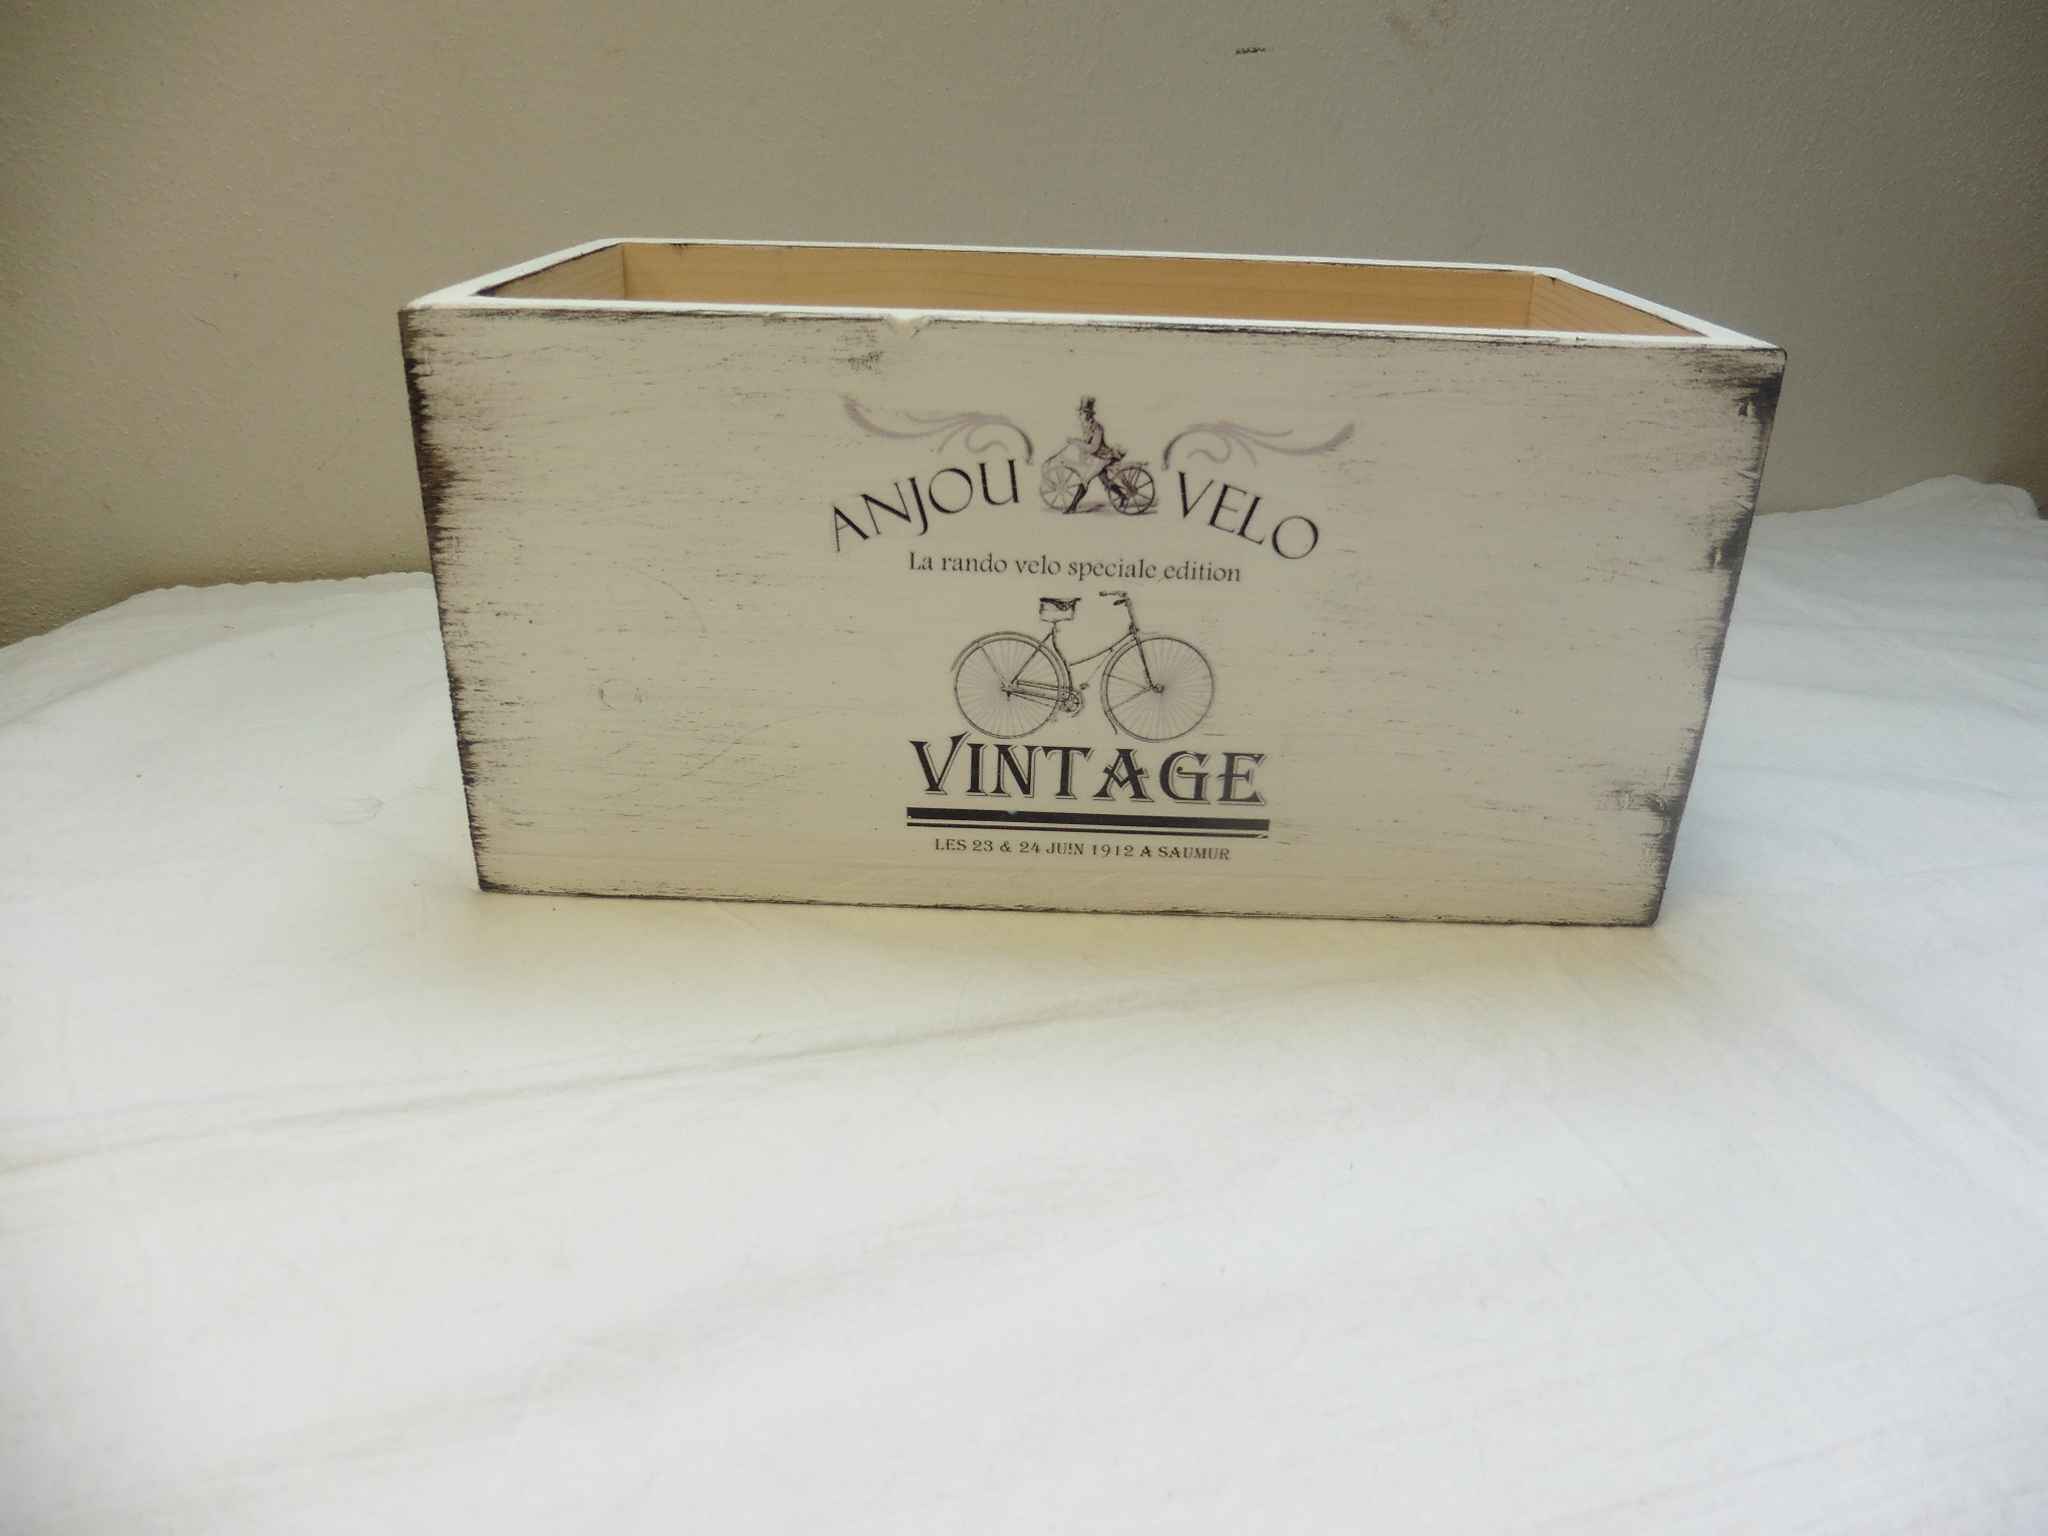 ANJOU VELO
La rando velo speciale edition
VINTAGE
LES 23 & 24 JUIN 1912 A SAUMUR